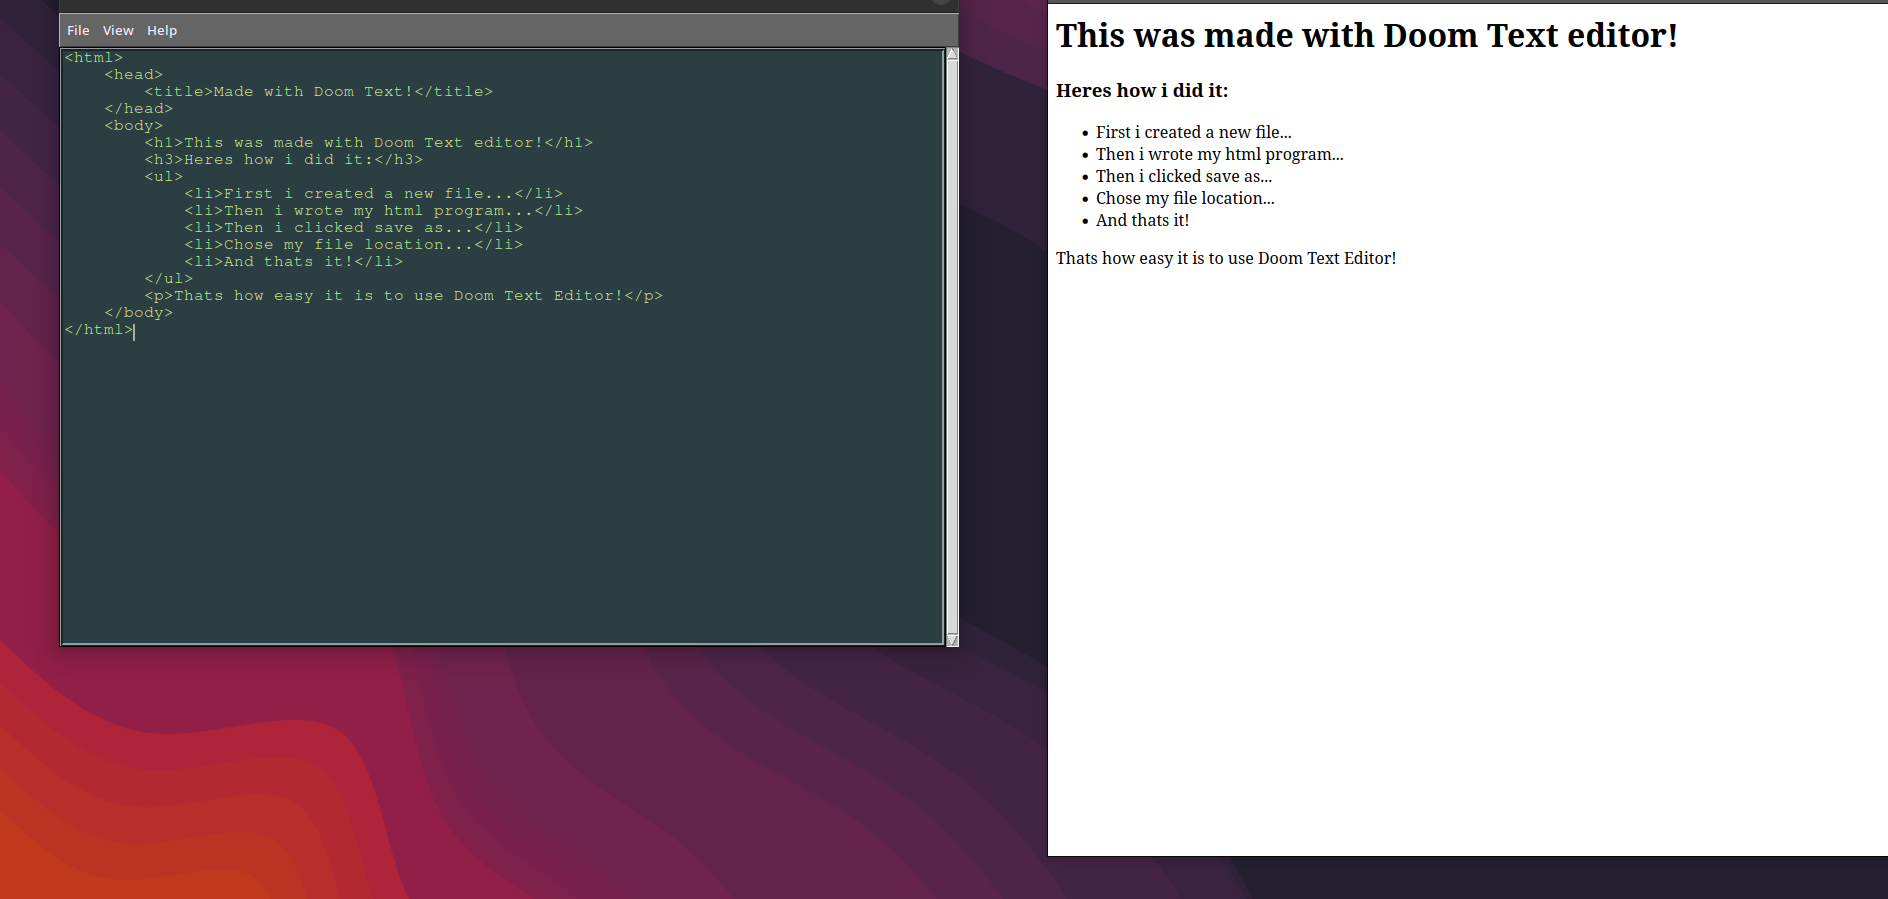 File View Help
<html>
    <head>
        <title>Made with Doom Text!</title>
    </head>
    <body>
        <h1>This was made with Doom Text editor!</h1>
        <h3>Heres how i did it:</h3>
        <ul>
            <li>First i created a new file...</li>
            <li>Then i wrote my html program...</li>
            <li>Then i clicked save as...</li>
            <li>Chose my file location...</li>
            <li>And thats it!</li>
        </ul>
        <p>Thats how easy it is to use Doom Text Editor!</p>
    </body>
</html>
This was made with Doom Text editor!
Heres how i did it:
• First i created a new file...
• Then i wrote my html program...
• Then i clicked save as...
• Chose my file location...
• And thats it!
Thats how easy it is to use Doom Text Editor!